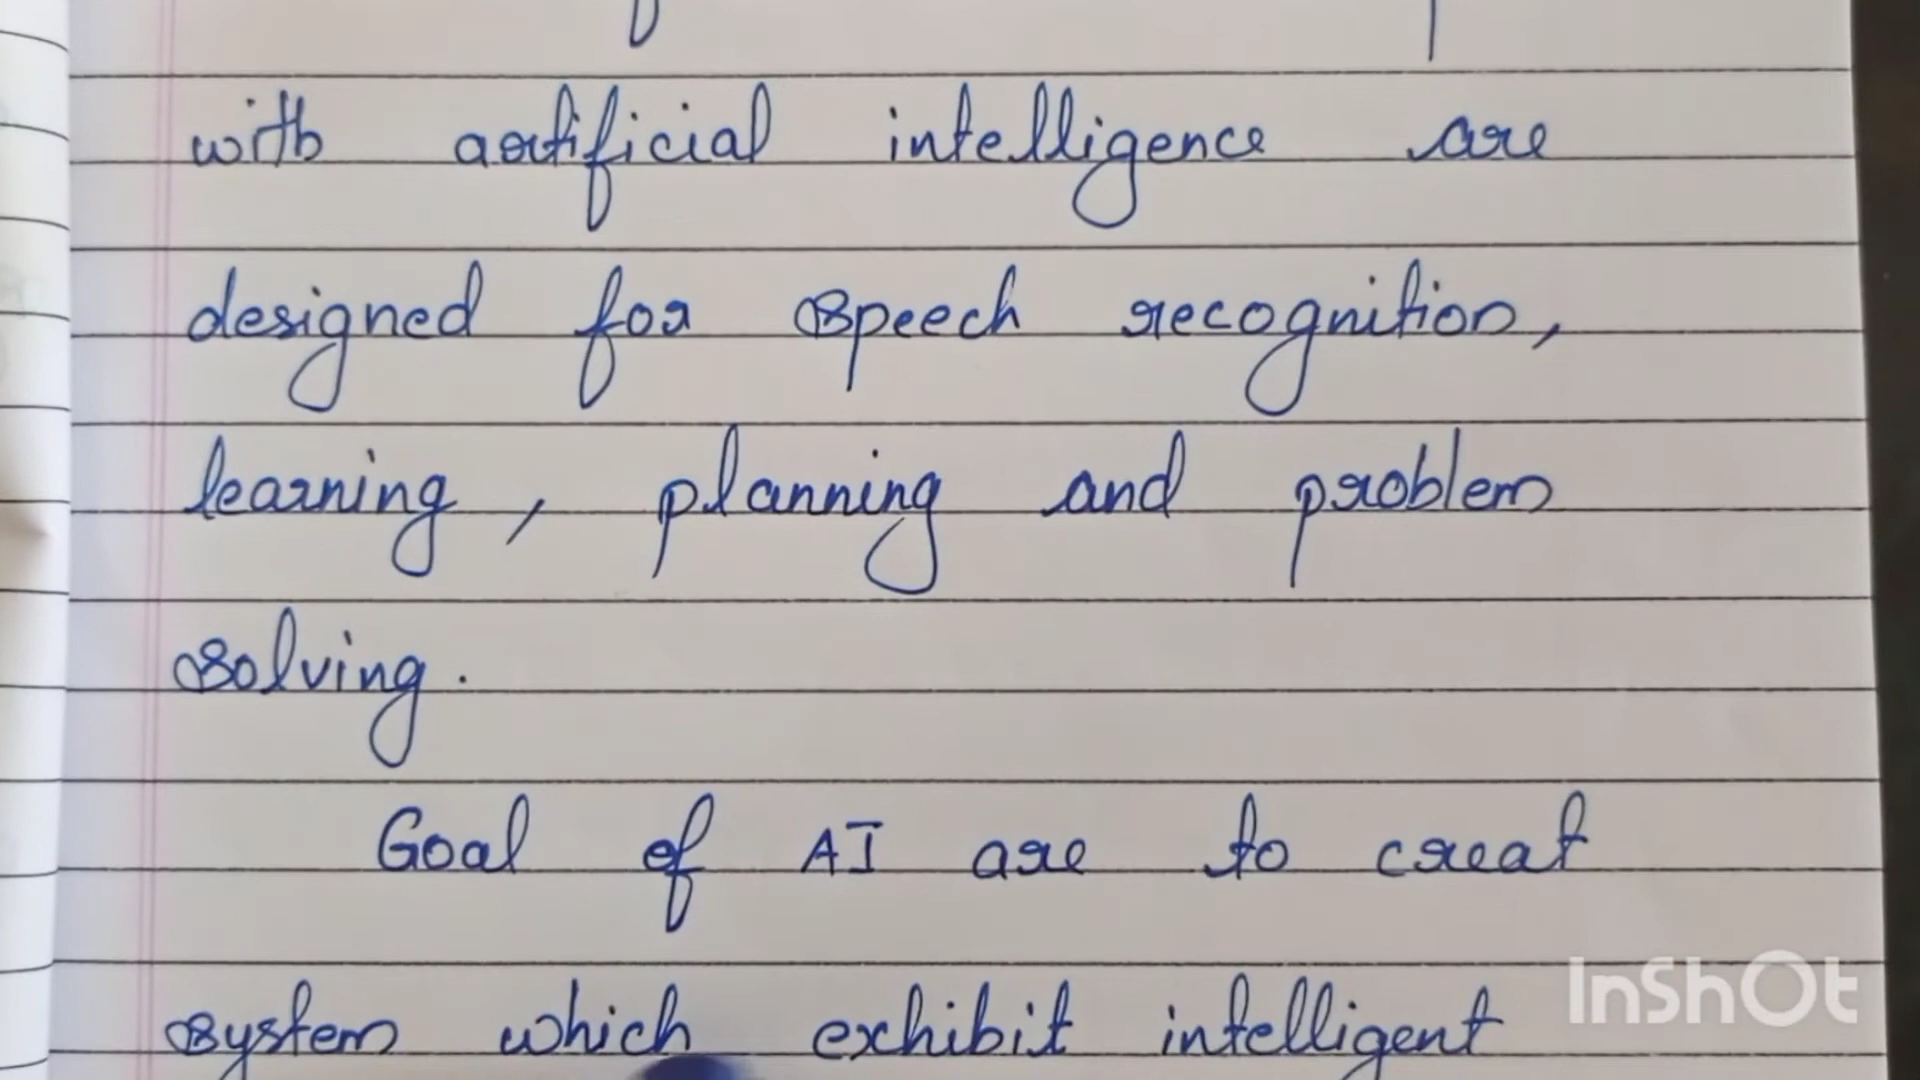 with artificial intelligence are
designed for speech recognition,
learning, planning and problem
solving.
Goal of AI are to creat
system which exhibit intelligent
InShOt